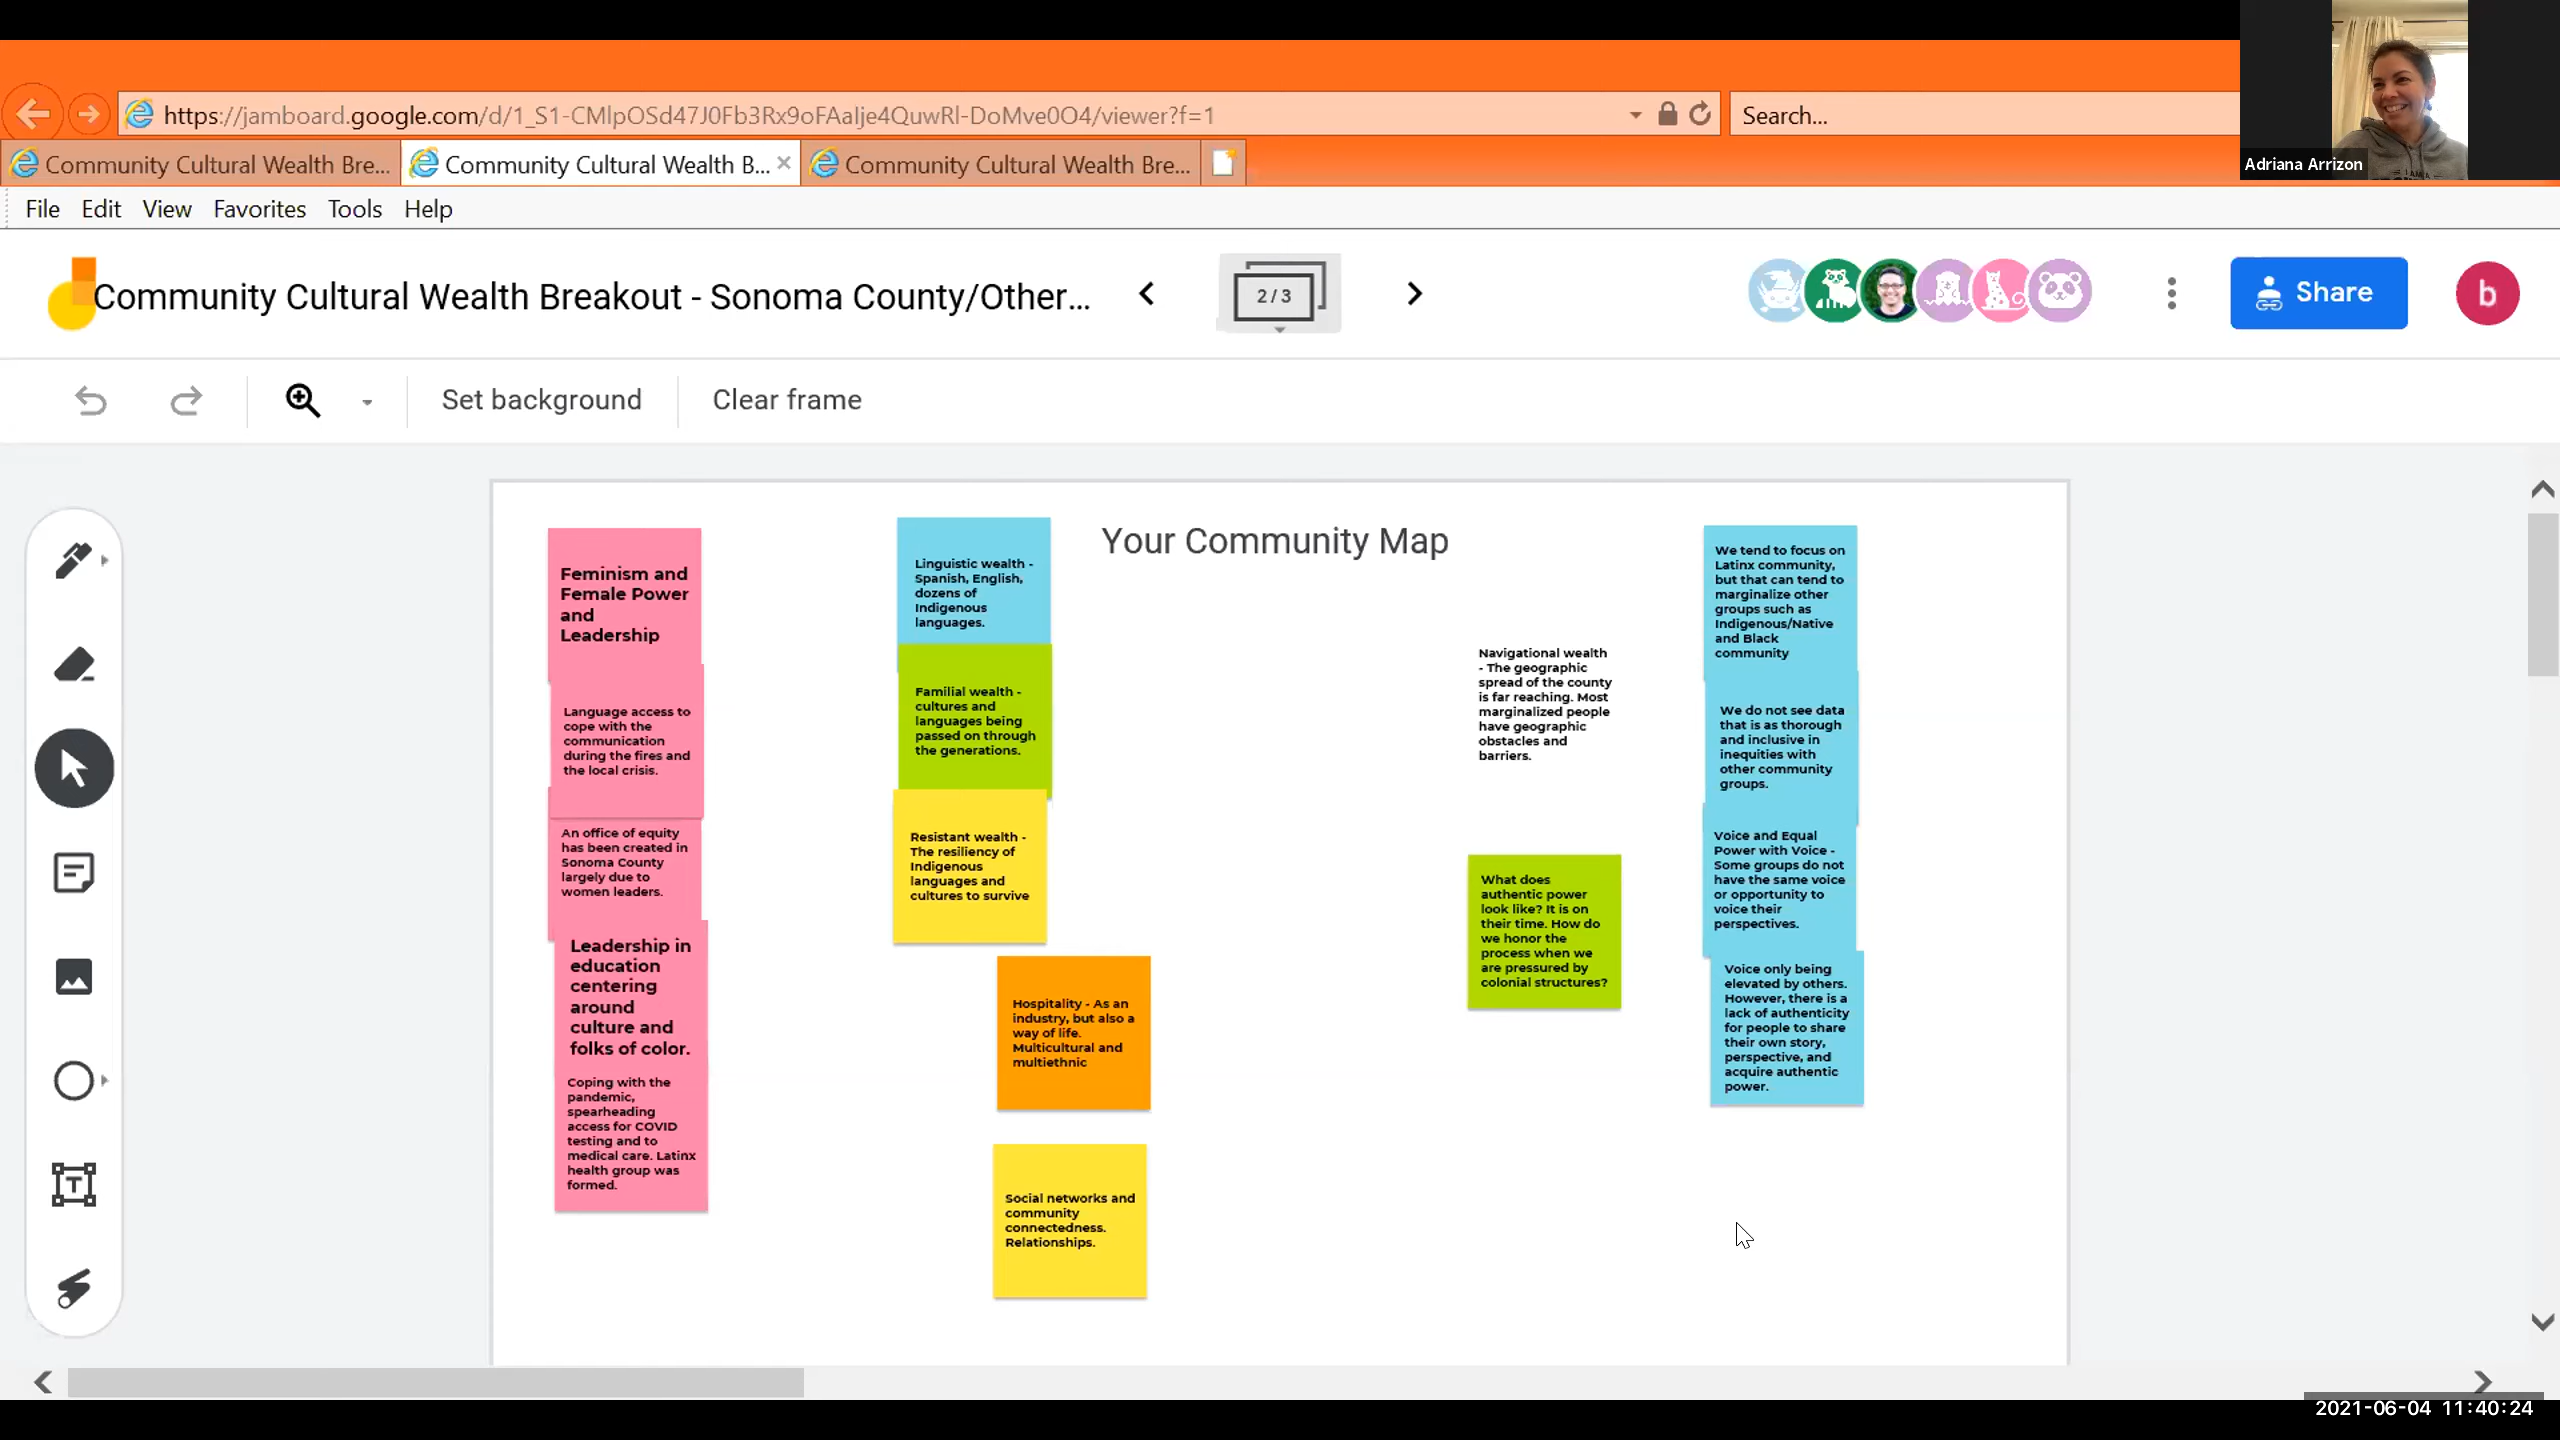 https://jamboard.google.com/d/1_S1-CMlpOSd47J0Fb3Rx9oFAaIje4QuwRl-DoMve0O4/viewer?f=1
Search...
Adriana Arrizon
Community Cultural Wealth Bre...
Community Cultural Wealth B...
Community Cultural Wealth Bre...
File Edit View Favorites Tools Help
Community Cultural Wealth Breakout - Sonoma County/Other...
2 / 3
Share
b
Set background
Clear frame
Your Community Map
Feminism and
Female Power
and
Leadership
Language access to
cope with the
communication
during the fires and
the local crisis.
An office of equity
has been created in
Sonoma County
largely due to
women leaders.
Leadership in
education
centering
around
culture and
folks of color.
Coping with the
pandemic,
spearheading
access for COVID
testing and to
medical care. Latinx
health group was
formed.
Linguistic wealth -
Spanish, English,
dozens of
Indigenous
languages.
Familial wealth -
cultures and
languages being
passed on through
the generations.
Resistant wealth -
The resiliency of
Indigenous
languages and
cultures to survive
Hospitality - As an
industry, but also a
way of life.
Multicultural and
multiethnic
Social networks and
community
connectedness.
Relationships.
Navigational wealth
- The geographic
spread of the county
is far reaching. Most
marginalized people
have geographic
obstacles and
barriers.
What does
authentic power
look like? It is on
their time. How do
we honor the
process when we
are pressured by
colonial structures?
We tend to focus on
Latinx community,
but that can tend to
marginalize other
groups such as
Indigenous/Native
and Black
community
We do not see data
that is as thorough
and inclusive in
inequities with
other community
groups.
Voice and Equal
Power with Voice -
Some groups do not
have the same voice
or opportunity to
voice their
perspectives.
Voice only being
elevated by others.
However, there is a
lack of authenticity
for people to share
their own story,
perspective, and
acquire authentic
power.
2021-06-04 11:40:24